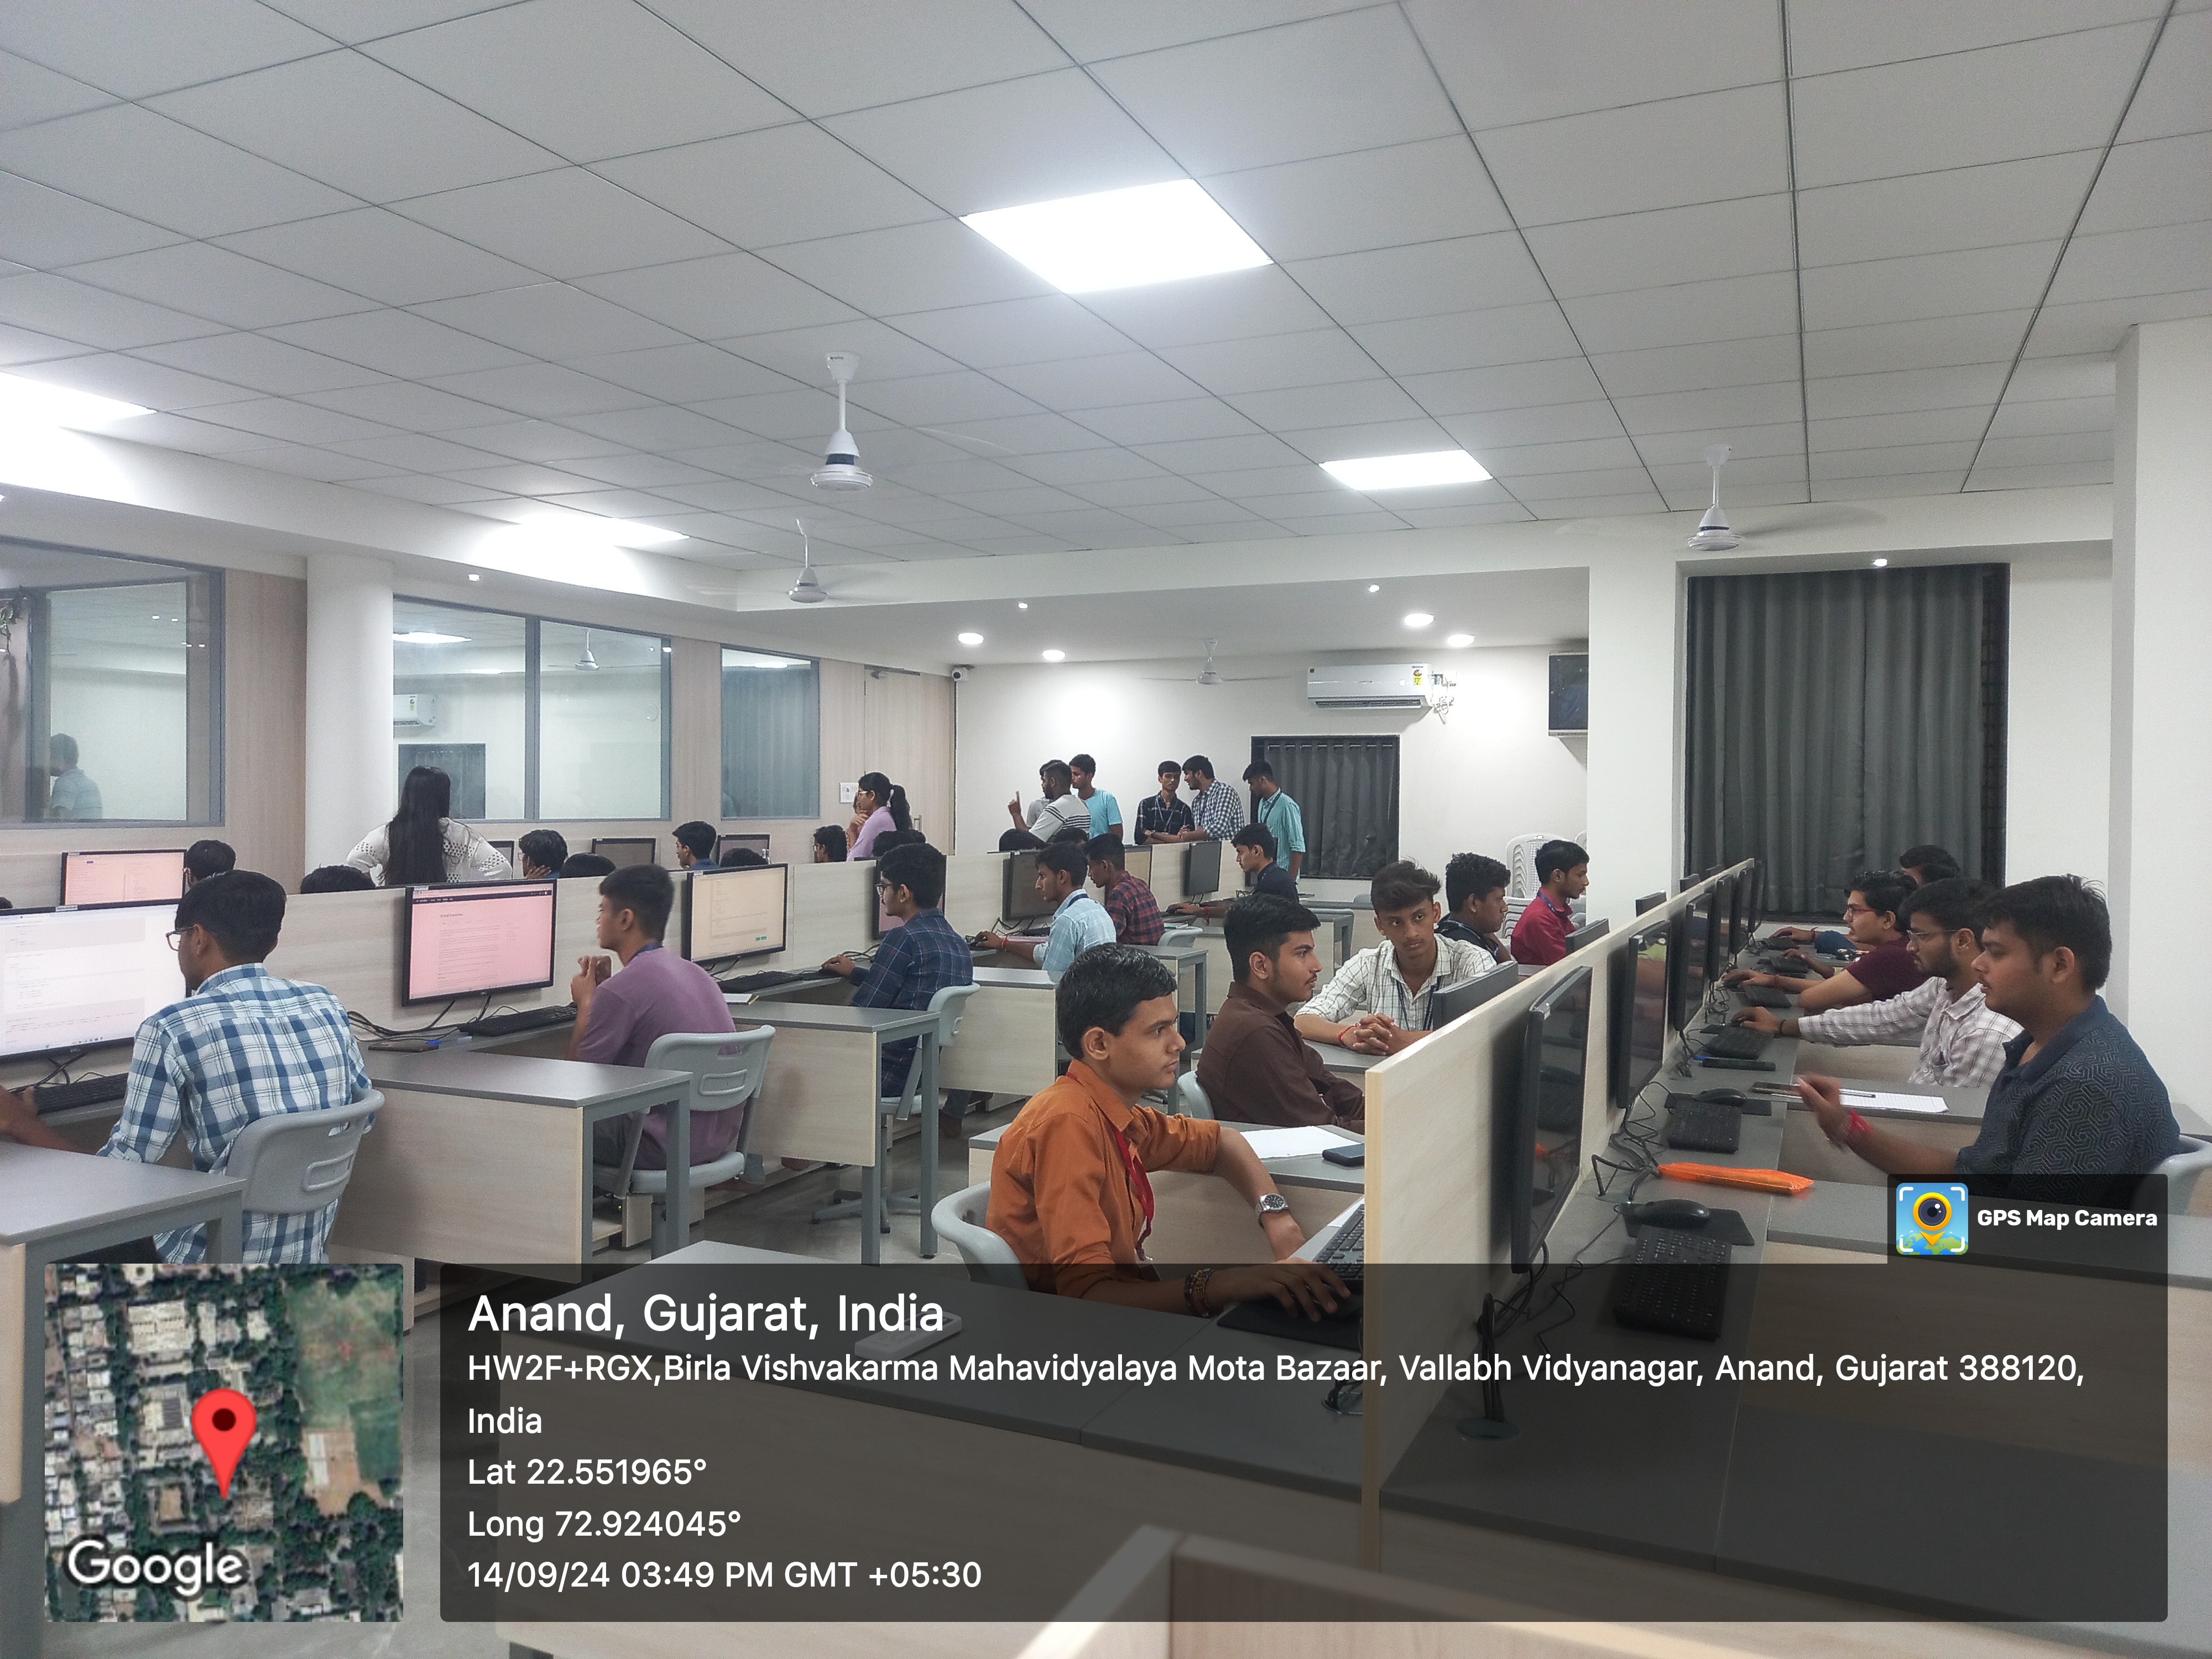 GPS Map Camera
Anand, Gujarat, India
HW2F+RGX,Birla Vishvakarma Mahavidyalaya Mota Bazaar, Vallabh Vidyanagar, Anand, Gujarat 388120,
India
Lat 22.551965°
Long 72.924045°
14/09/24 03:49 PM GMT +05:30
Google